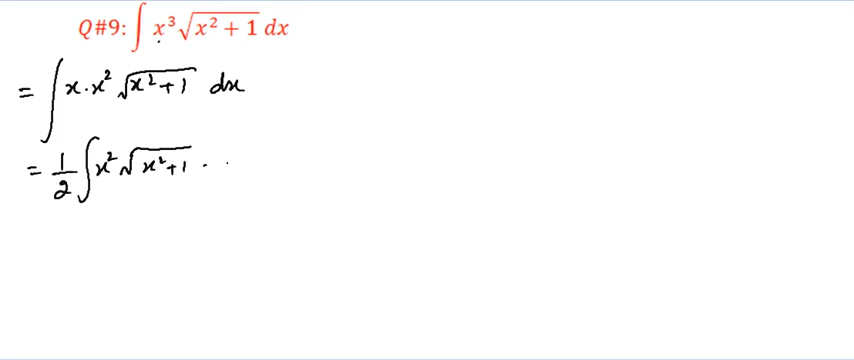 Q#9: ∫ x³ √(x² + 1) dx
= ∫ x · x² √(x² + 1) dx
= 1/2 ∫ x² √(x² + 1) ·